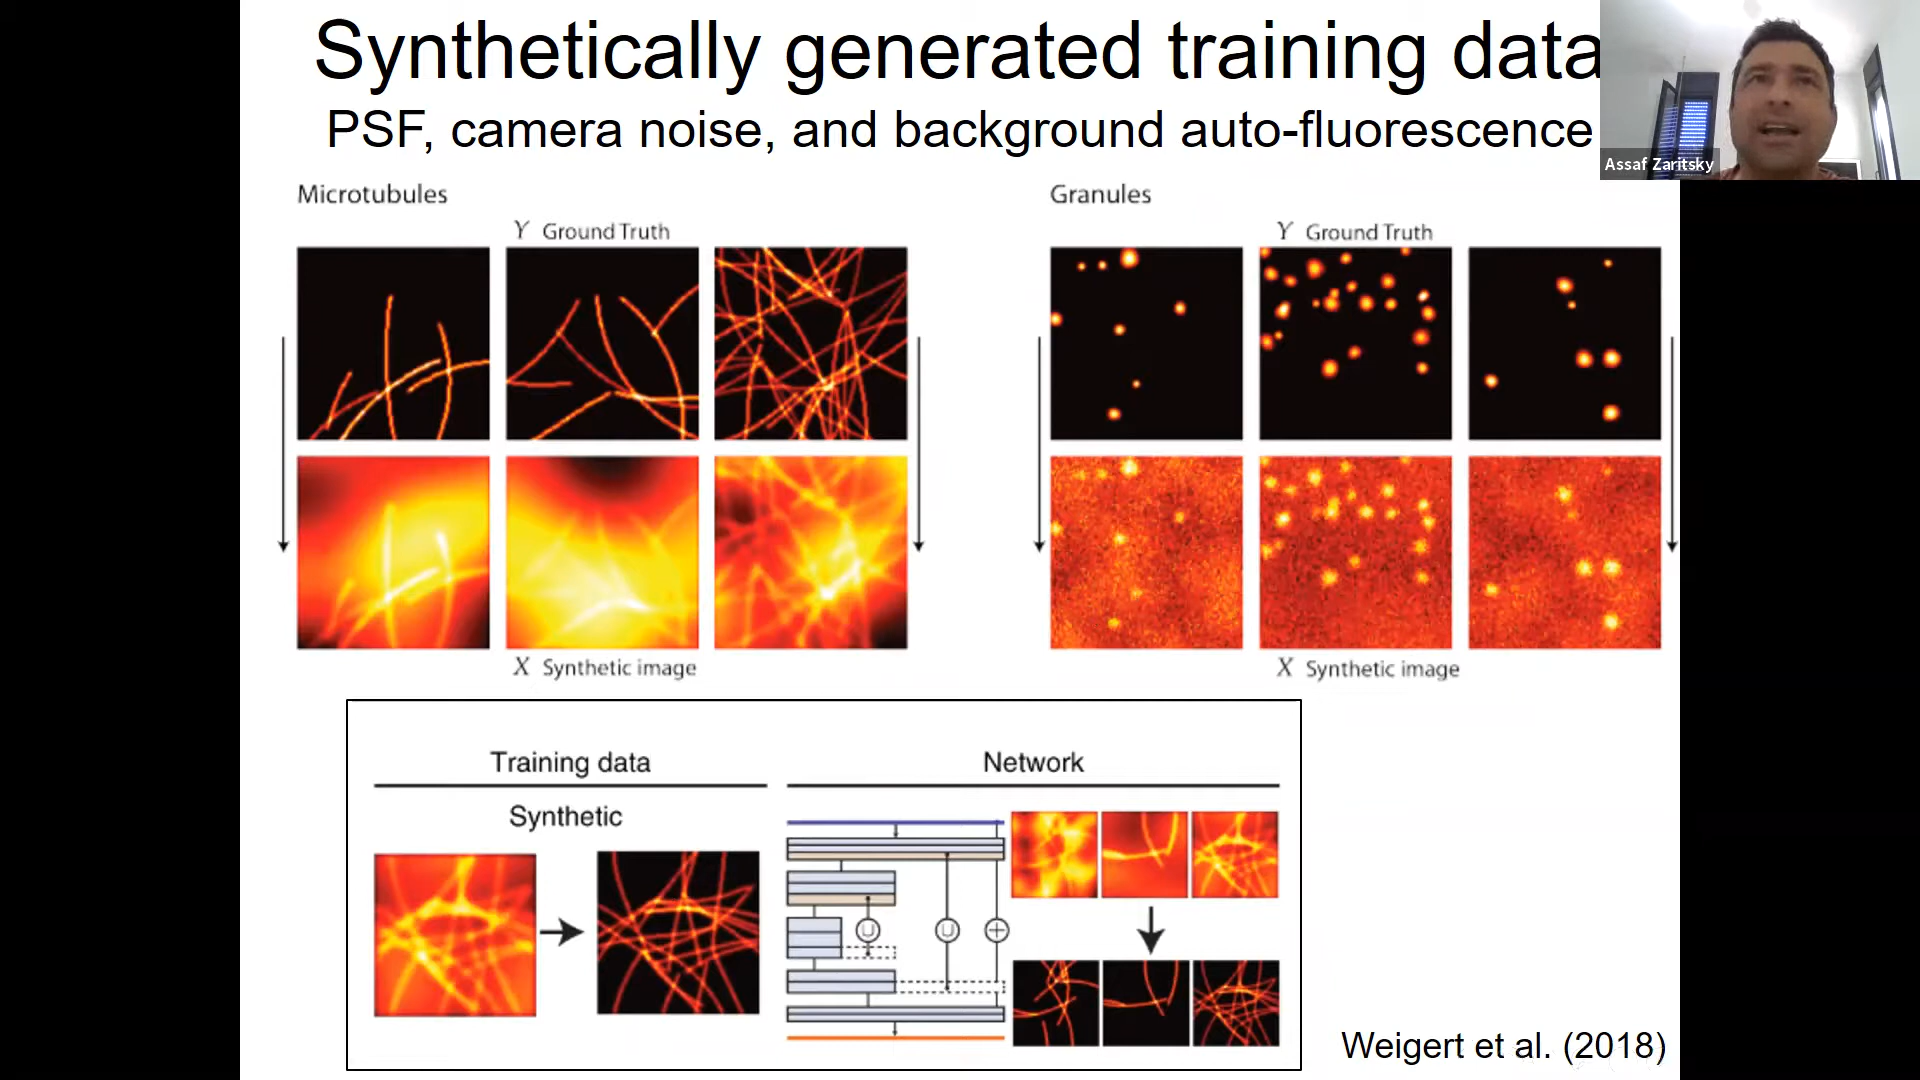 Synthetically generated training data
PSF, camera noise, and background auto-fluorescence
Assaf Zaritsky
Microtubules
Granules
Y Ground Truth
Y Ground Truth
X Synthetic image
X Synthetic image
Training data
Network
Synthetic
U
U
+
Weigert et al. (2018)